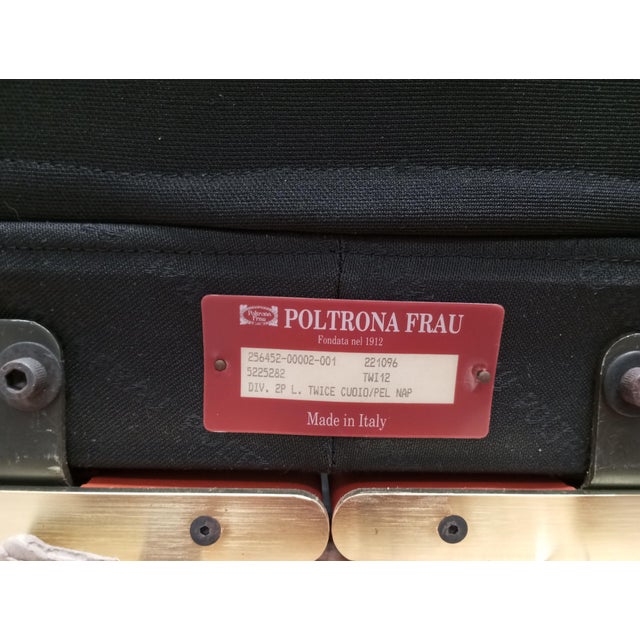 Poltrona
Frau
POLTRONA FRAU
Fondata nel 1912
256452-00002-001 221096
5225282 TWI12
DIV. 2P L. TWICE CUOIO/PEL NAP
Made in Italy